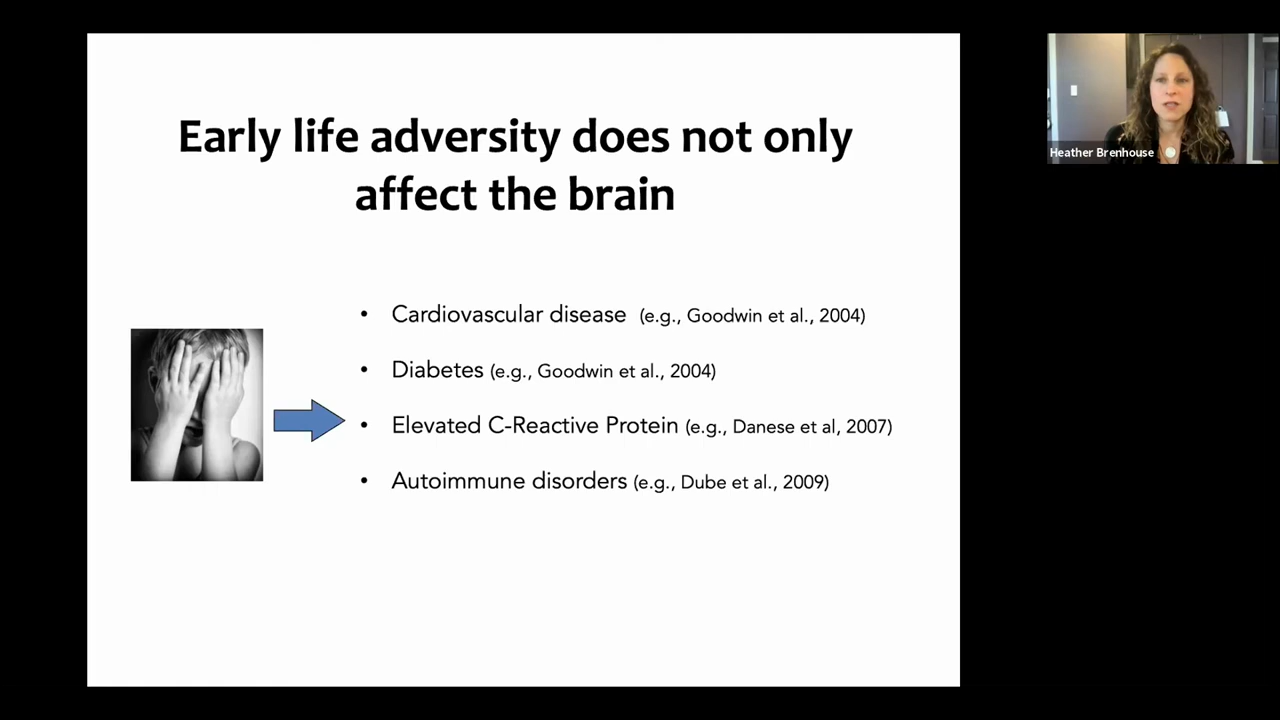 Early life adversity does not only
affect the brain
• Cardiovascular disease (e.g., Goodwin et al., 2004)
• Diabetes (e.g., Goodwin et al., 2004)
• Elevated C-Reactive Protein (e.g., Danese et al, 2007)
• Autoimmune disorders (e.g., Dube et al., 2009)
Heather Brenhouse